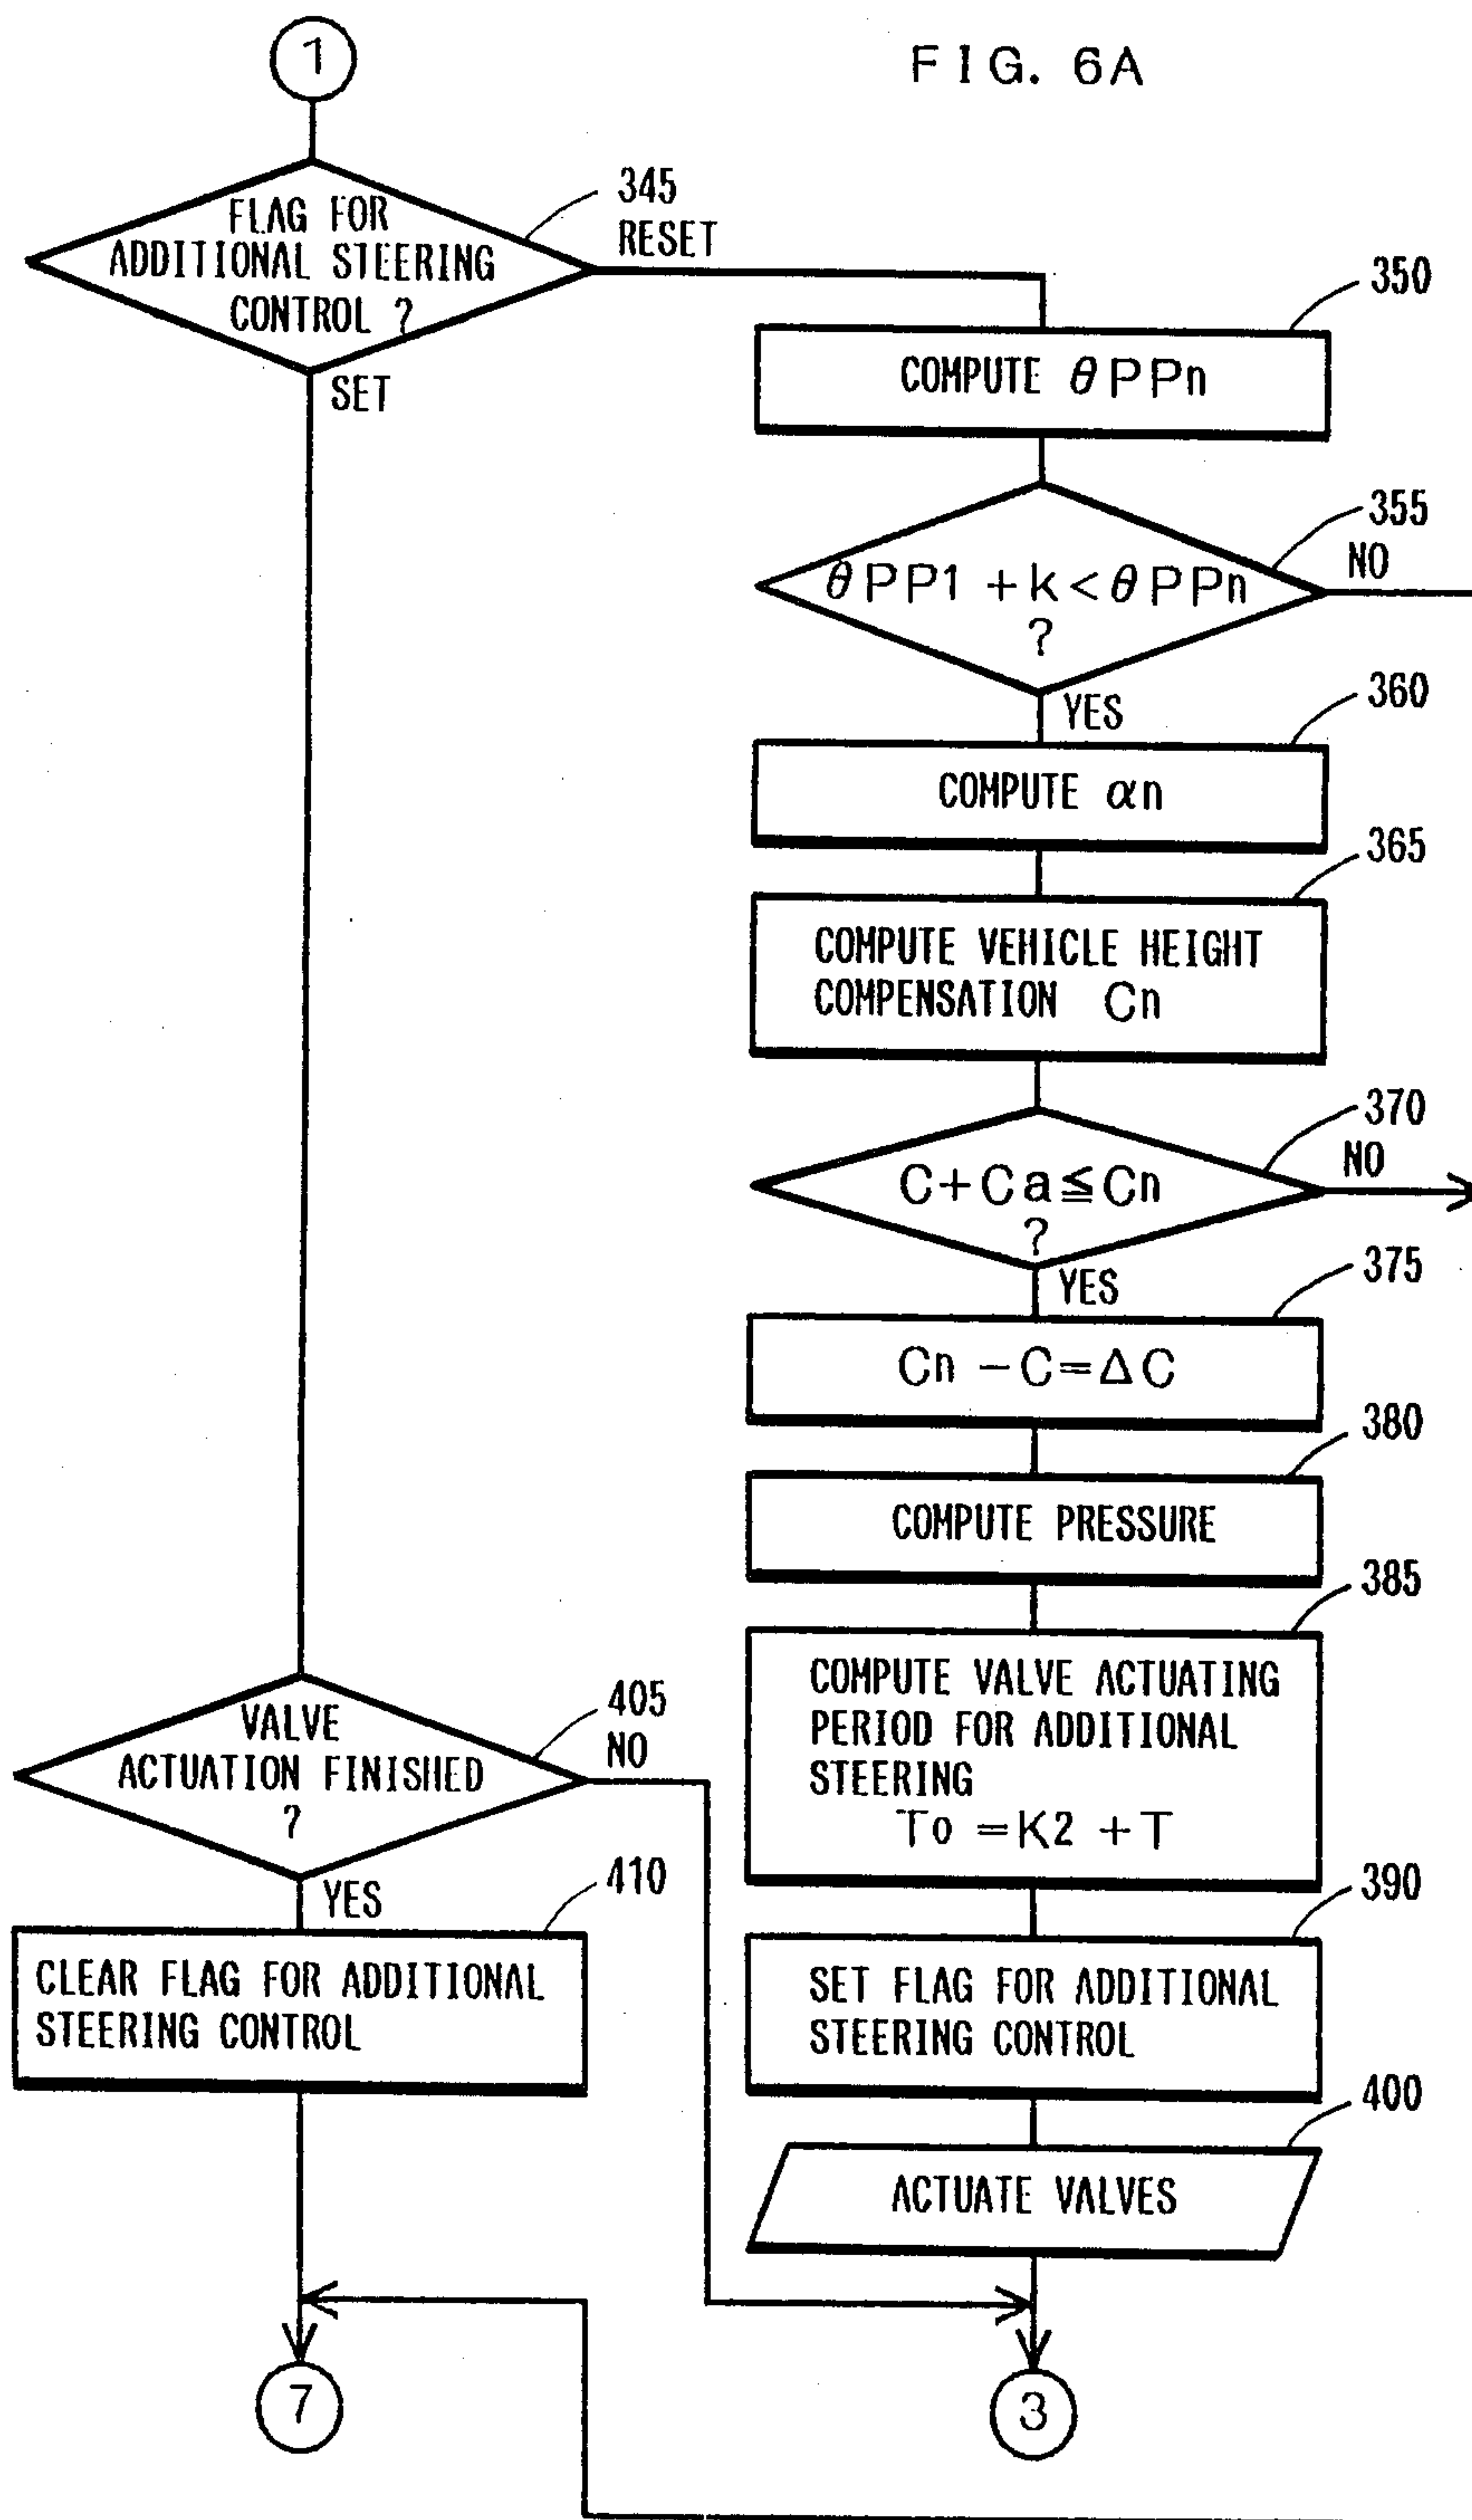 FIG. 6A
1
FLAG FOR
ADDITIONAL STEERING
CONTROL ?
345
RESET
SET
350
COMPUTE θPPn
355
NO
θPP1 +k<θPPn
?
YES
360
COMPUTE αn
365
COMPUTE VEHICLE HEIGHT
COMPENSATION Cn
370
NO
C+Ca≦Cn
?
YES
375
Cn -C=ΔC
380
COMPUTE PRESSURE
385
COMPUTE VALVE ACTUATING
PERIOD FOR ADDITIONAL
STEERING
To =K2 +T
390
SET FLAG FOR ADDITIONAL
STEERING CONTROL
400
ACTUATE VALVES
3
VALVE
ACTUATION FINISHED
?
405
NO
YES
410
CLEAR FLAG FOR ADDITIONAL
STEERING CONTROL
7